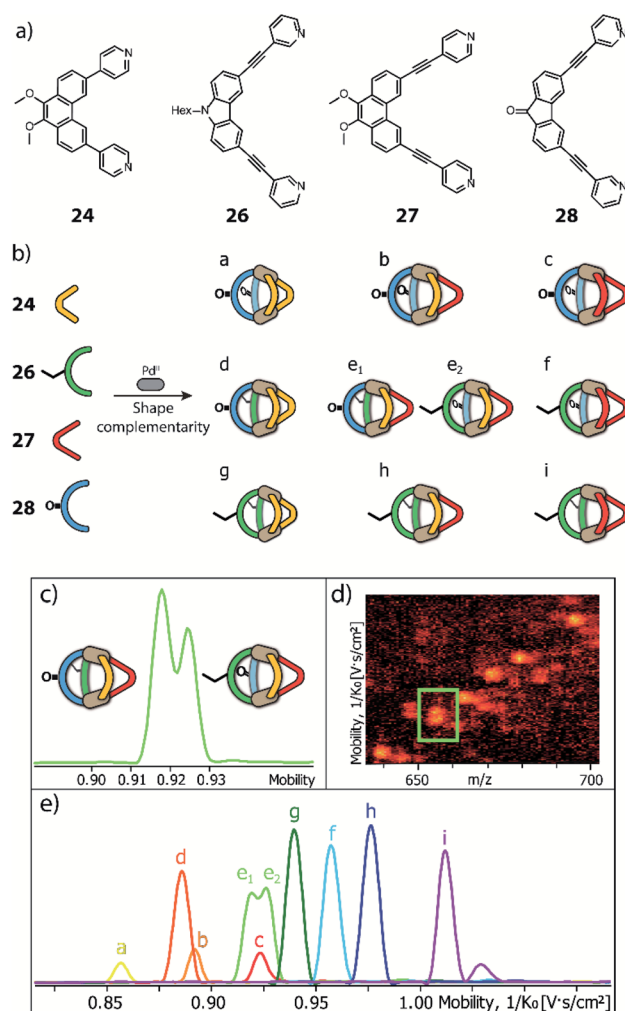 a)
N
N
N
N
O
O
Hex-N
O
O
O
N
N
N
N
24 26 27 28
b)
a b c
24
O O
O O
O
26
Pd^II
d e₁ e₂ f
O O O O
Shape
complementarity
27
g h i
28 O
c)
O O
0.90 0.91 0.92 0.93 Mobility
d)
Mobility, 1/K₀[V·s/cm²]
650 m/z 700
e)
a d b e₁ e₂ c g f h i
0.85 0.90 0.95 1.00 Mobility, 1/K₀[V·s/cm²]